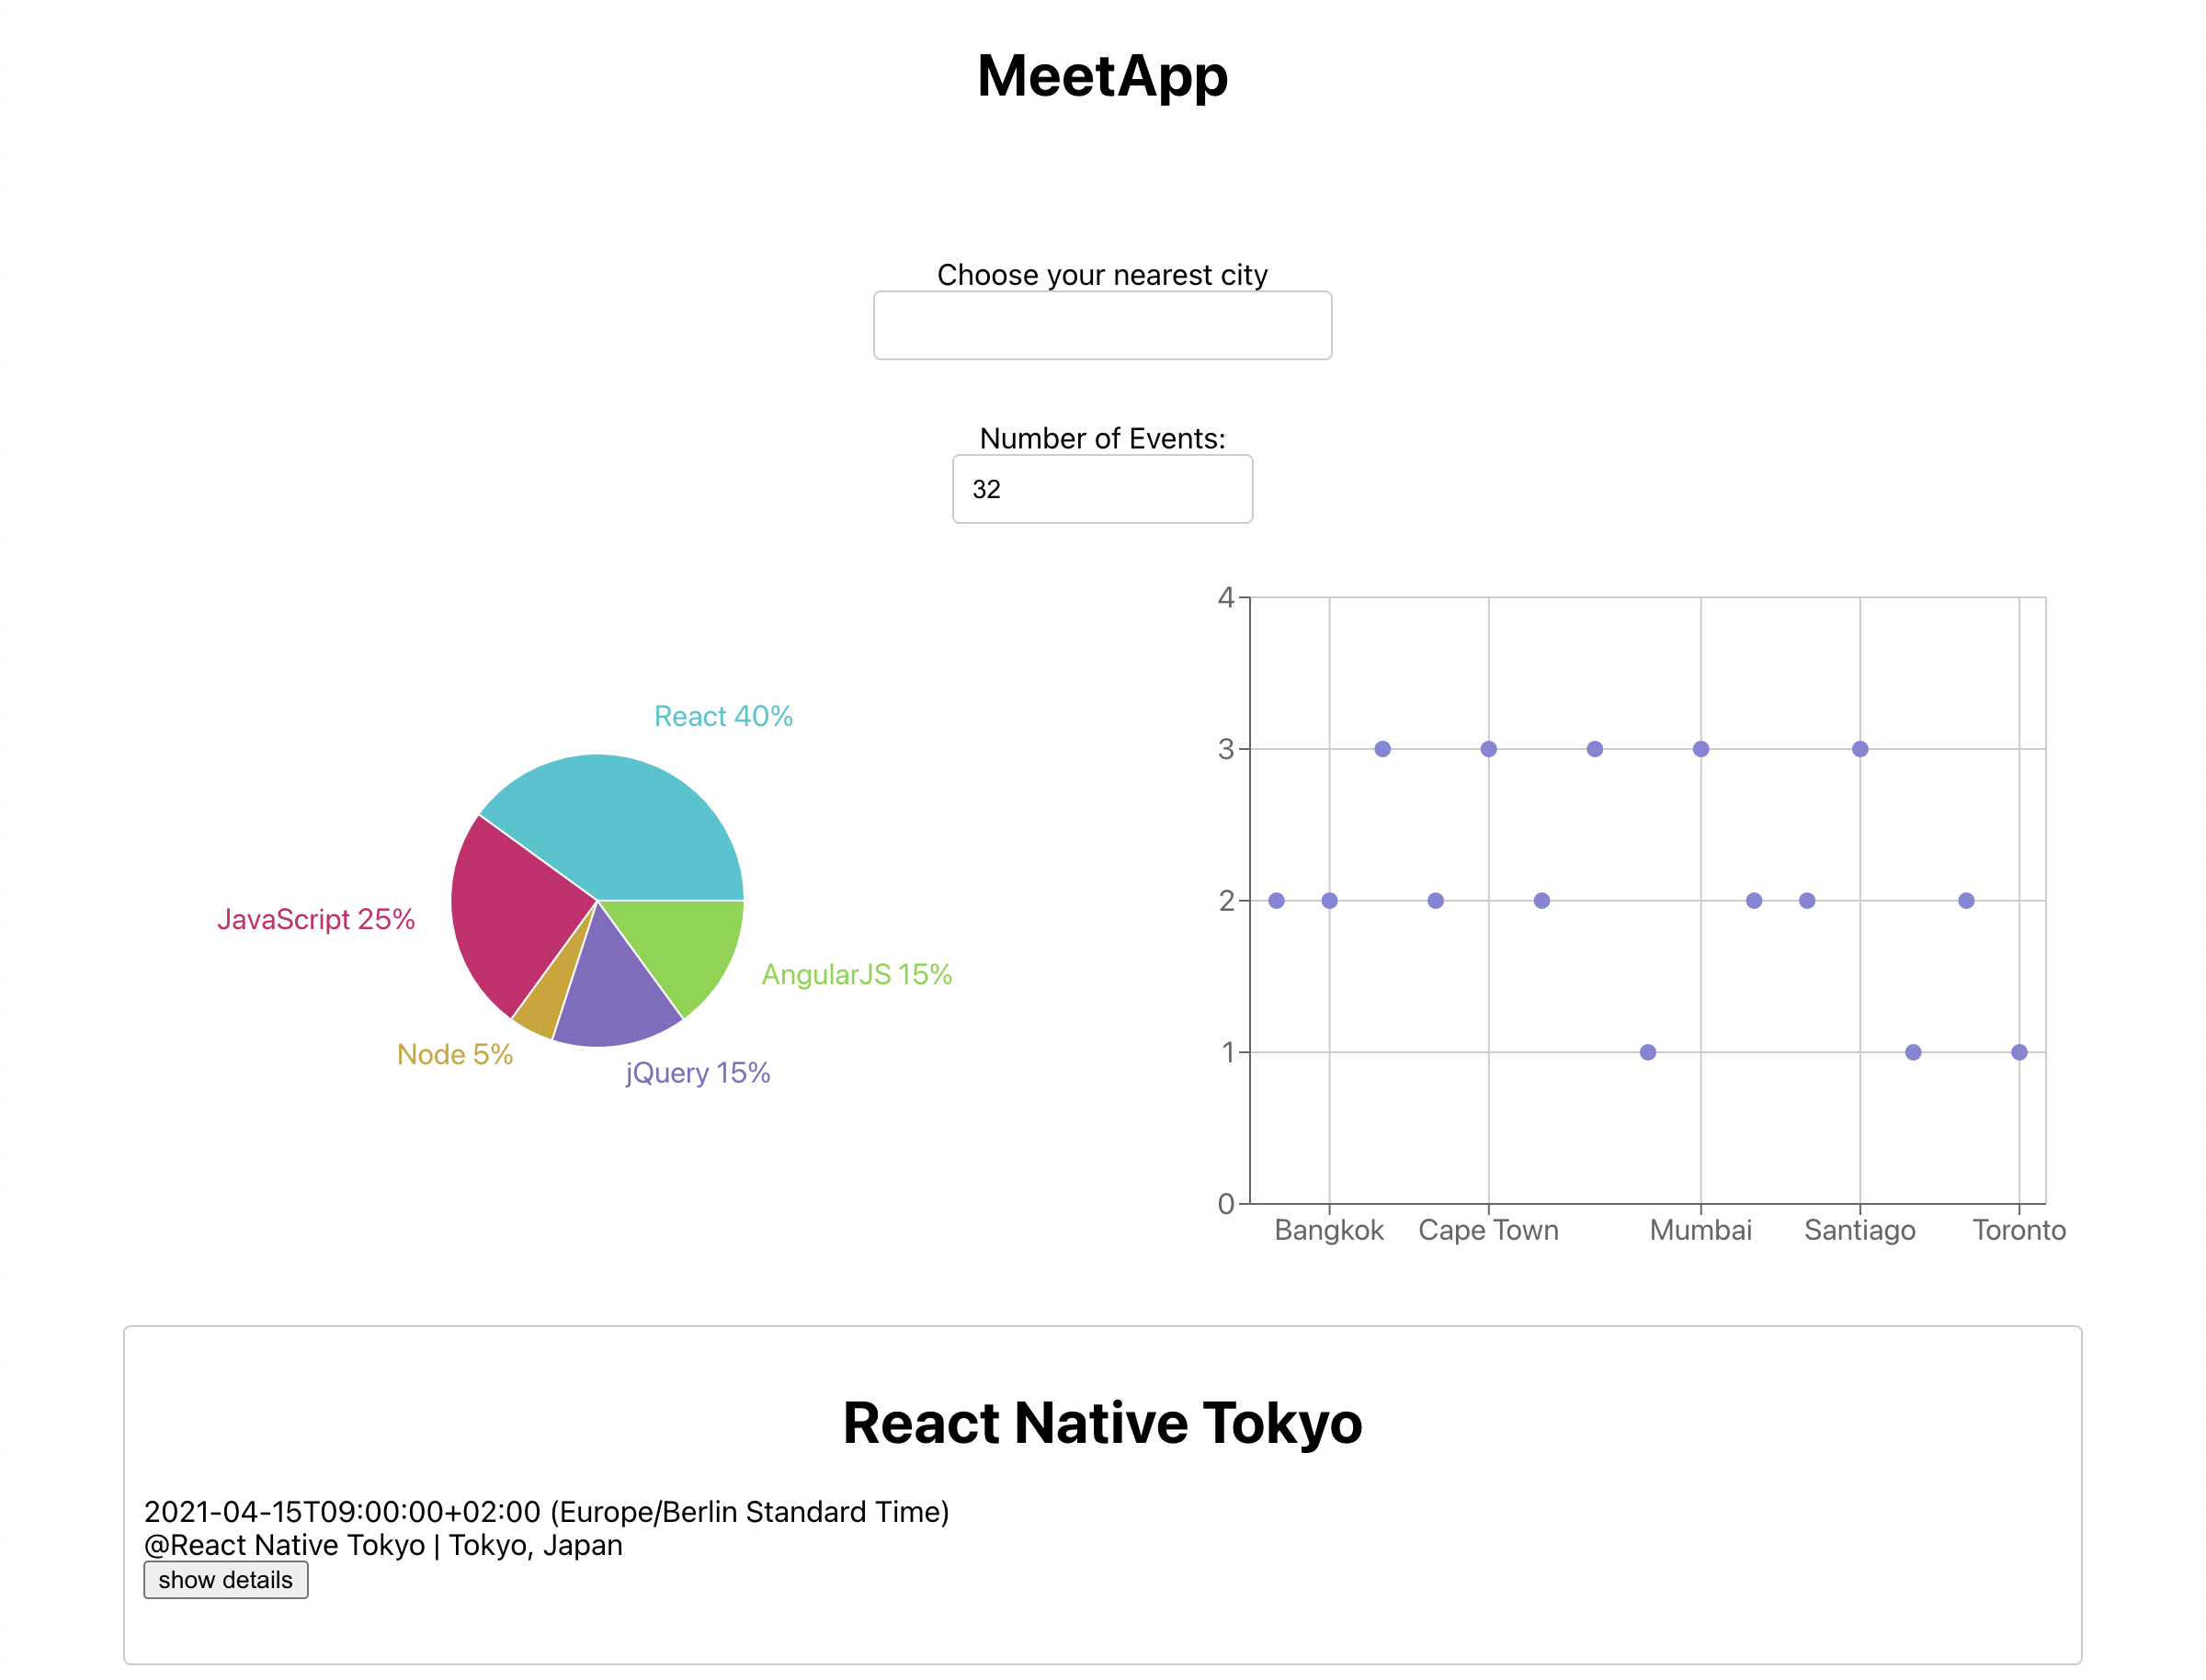 MeetApp
Choose your nearest city
Number of Events:
32
React 40%
JavaScript 25%
AngularJS 15%
Node 5%
jQuery 15%
4
3
2
1
0
Bangkok Cape Town Mumbai Santiago Toronto
React Native Tokyo
2021-04-15T09:00:00+02:00 (Europe/Berlin Standard Time)
@React Native Tokyo | Tokyo, Japan
show details